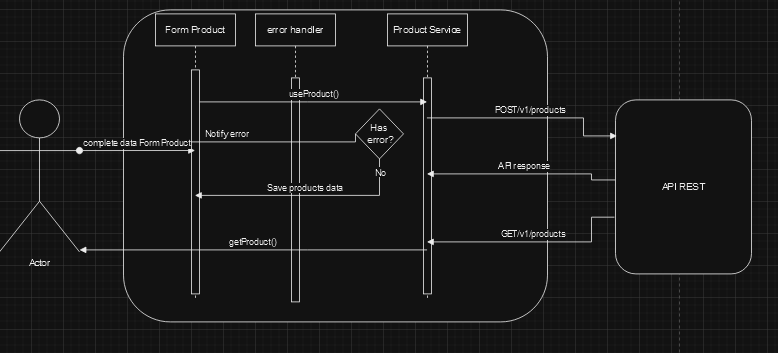 Form Product
error handler
Product Service
useProduct()
POST/v1/products
Has
error?
Notify error
complete data Form Product
API response
No
Save products data
API REST
GET/v1/products
getProduct()
Actor